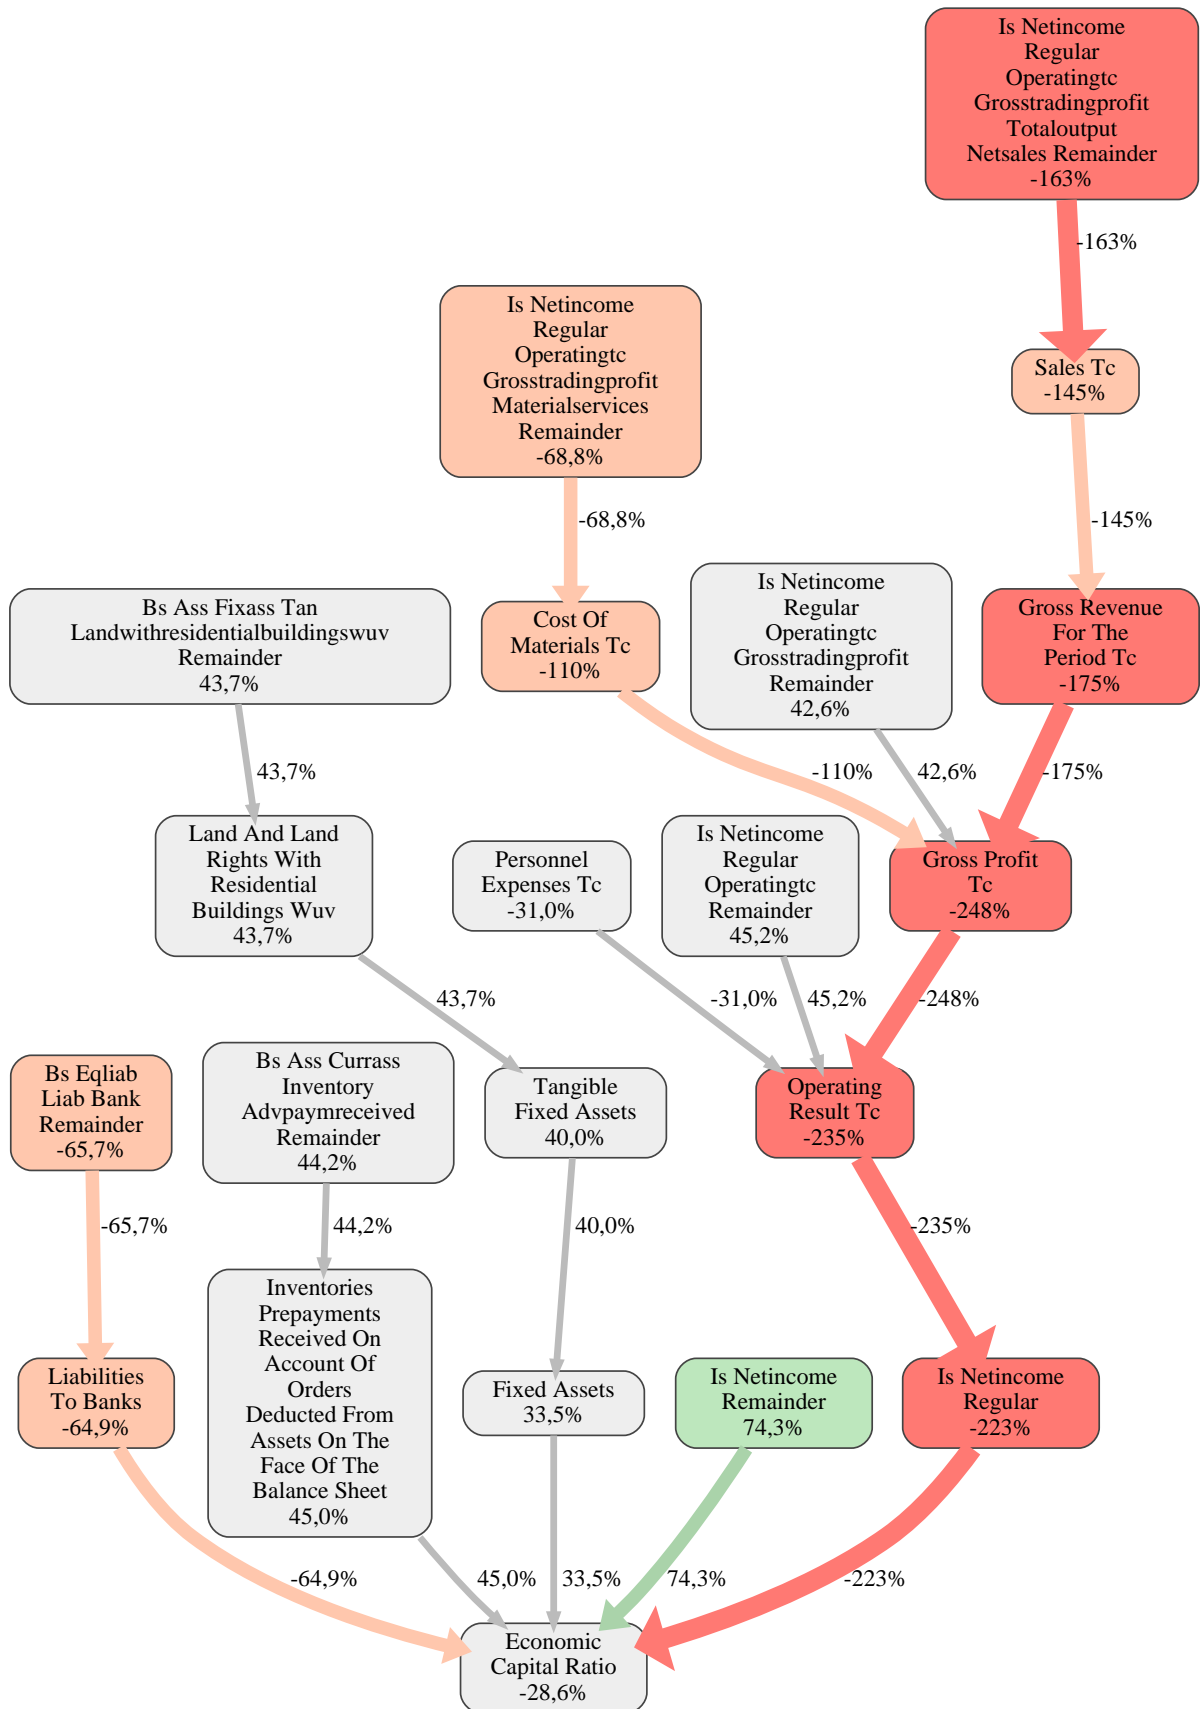 Is Netincome
Regular
Operatingtc
Grosstradingprofit
Totaloutput
Netsales Remainder
-163%
-163%
Is Netincome
Regular
Operatingtc
Grosstradingprofit
Materialservices
Remainder
-68,8%
Sales Tc
-145%
-68,8%
-145%
Bs Ass Fixass Tan
Landwithresidentialbuildingswuv
Remainder
43,7%
Cost Of
Materials Tc
-110%
Is Netincome
Regular
Operatingtc
Grosstradingprofit
Remainder
42,6%
Gross Revenue
For The
Period Tc
-175%
43,7%
-110%
42,6%
-175%
Land And Land
Rights With
Residential
Buildings Wuv
43,7%
Personnel
Expenses Tc
-31,0%
Is Netincome
Regular
Operatingtc
Remainder
45,2%
Gross Profit
Tc
-248%
43,7%
-31,0%
45,2%
-248%
Bs Eqliab
Liab Bank
Remainder
-65,7%
Bs Ass Currass
Inventory
Advpaymreceived
Remainder
44,2%
Tangible
Fixed Assets
40,0%
Operating
Result Tc
-235%
-65,7%
44,2%
40,0%
-235%
Liabilities
To Banks
-64,9%
Inventories
Prepayments
Received On
Account Of
Orders
Deducted From
Assets On The
Face Of The
Balance Sheet
45,0%
Fixed Assets
33,5%
Is Netincome
Remainder
74,3%
Is Netincome
Regular
-223%
-64,9%
45,0%
33,5%
74,3%
-223%
Economic
Capital Ratio
-28,6%